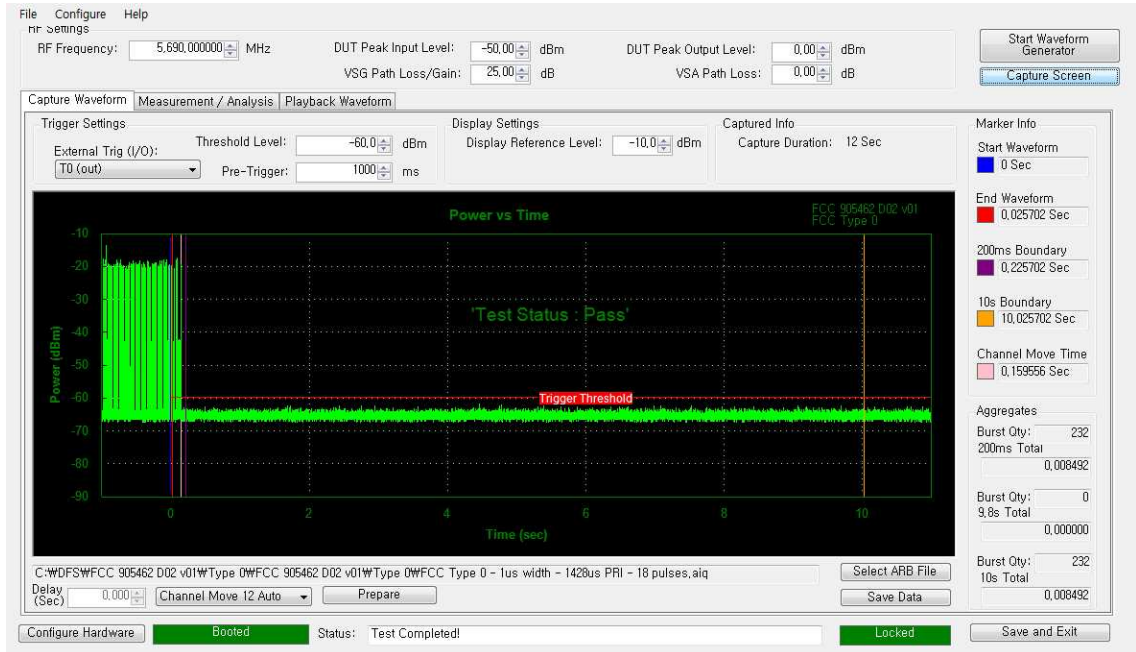 File Configure Help
RF Settings
RF Frequency: 5,690,000000 MHz DUT Peak Input Level: -50,00 dBm DUT Peak Output Level: 0,00 dBm
VSG Path Loss/Gain: 25,00 dB VSA Path Loss: 0,00 dB
Start Waveform Generator
Capture Screen
Capture Waveform Measurement / Analysis Playback Waveform
Trigger Settings
External Trig (I/O): Threshold Level: -60,0 dBm
T0 (out) Pre-Trigger: 1000 ms
Display Settings
Display Reference Level: -10,0 dBm
Captured Info
Capture Duration: 12 Sec
Power vs Time
FCC 905462 D02 v01
FCC Type 0
-10
-20
-30
-40
-50
-60
-70
-80
-90
Power (dBm)
'Test Status : Pass'
Trigger Threshold
0 2 4 6 8 10
Time (sec)
Marker Info
Start Waveform
0 Sec
End Waveform
0,025702 Sec
200ms Boundary
0,225702 Sec
10s Boundary
10,025702 Sec
Channel Move Time
0,159556 Sec
Aggregates
Burst Qty: 232
200ms Total
0,008492
Burst Qty: 0
9,8s Total
0,000000
Burst Qty: 232
10s Total
0,008492
C:₩DFS₩FCC 905462 D02 v01₩Type 0₩FCC 905462 D02 v01₩Type 0₩FCC Type 0 - 1us width - 1428us PRI - 18 pulses,aiq
Select ARB File
Delay (Sec) 0,000 Channel Move 12 Auto Prepare
Save Data
Configure Hardware Booted Status: Test Completed! Locked Save and Exit